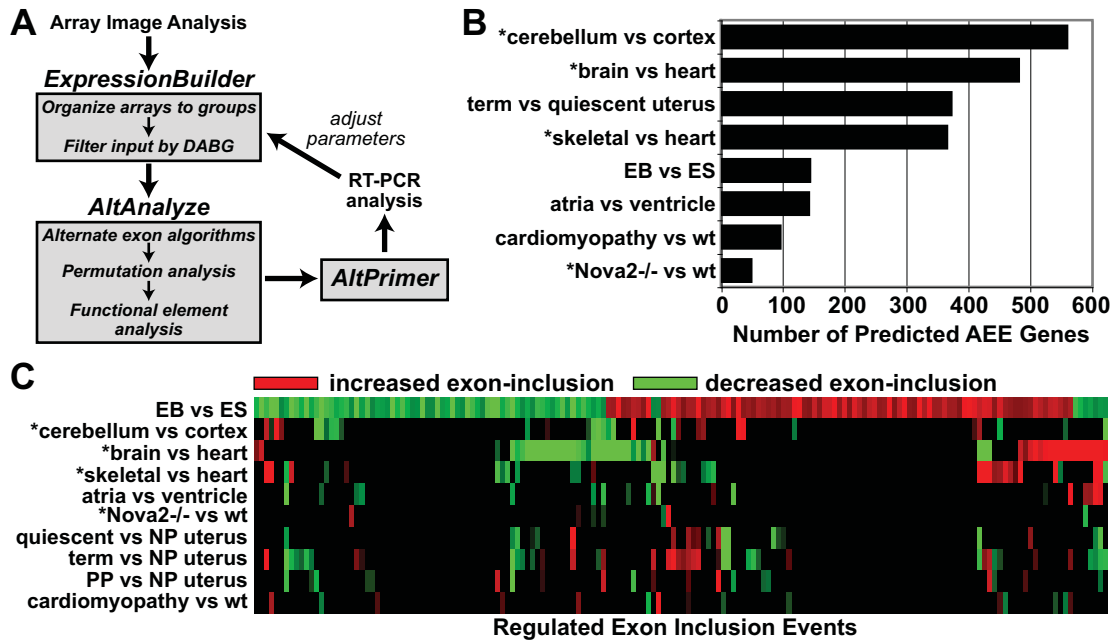 A
Array Image Analysis
ExpressionBuilder
Organize arrays to groups
Filter input by DABG
adjust
parameters
RT-PCR
analysis
AltAnalyze
Alternate exon algorithms
Permutation analysis
Functional element
analysis
AltPrimer
B
*cerebellum vs cortex
*brain vs heart
term vs quiescent uterus
*skeletal vs heart
EB vs ES
atria vs ventricle
cardiomyopathy vs wt
*Nova2-/- vs wt
0 100 200 300 400 500 600
Number of Predicted AEE Genes
C
increased exon-inclusion decreased exon-inclusion
EB vs ES
*cerebellum vs cortex
*brain vs heart
*skeletal vs heart
atria vs ventricle
*Nova2-/- vs wt
quiescent vs NP uterus
term vs NP uterus
PP vs NP uterus
cardiomyopathy vs wt
Regulated Exon Inclusion Events